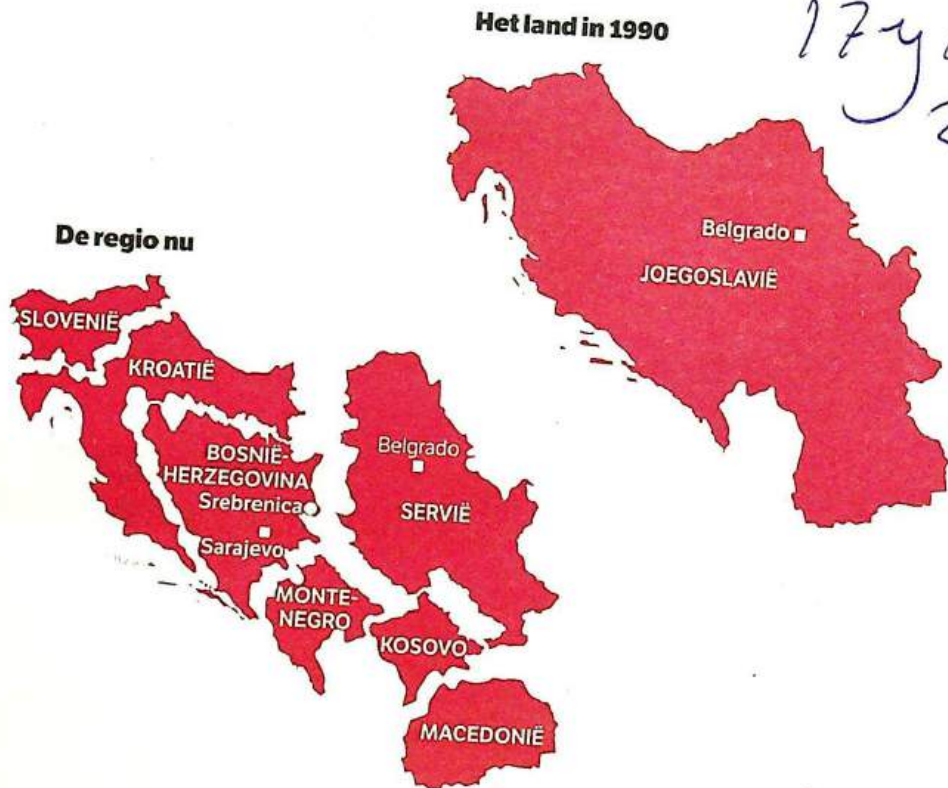 Het land in 1990
17
Belgrado
JOEGOSLAVIË
De regio nu
SLOVENIË
KROATIË
BOSNIË-
HERZEGOVINA
Srebrenica
Sarajevo
Belgrado
SERVIË
MONTE-
NEGRO
KOSOVO
MACEDONIË